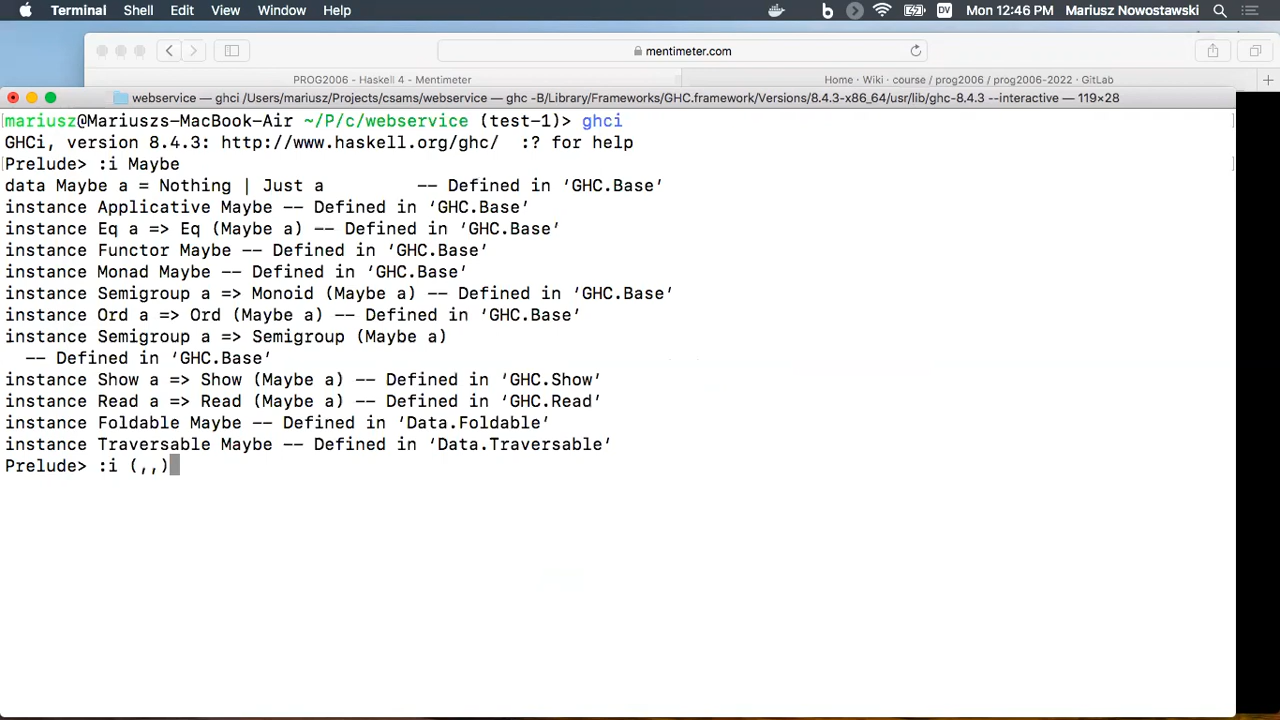 Terminal Shell Edit View Window Help DV Mon 12:46 PM Mariusz Nowostawski
mentimeter.com
PROG2006 - Haskell 4 - Mentimeter Home · Wiki · course / prog2006 / prog2006-2022 · GitLab
webservice — ghci /Users/mariusz/Projects/csams/webservice — ghc -B/Library/Frameworks/GHC.framework/Versions/8.4.3-x86_64/usr/lib/ghc-8.4.3 --interactive — 119×28
mariusz@Mariuszs-MacBook-Air ~/P/c/webservice (test-1)> ghci
GHCi, version 8.4.3: http://www.haskell.org/ghc/  :? for help
Prelude> :i Maybe
data Maybe a = Nothing | Just a         -- Defined in ‘GHC.Base’
instance Applicative Maybe -- Defined in ‘GHC.Base’
instance Eq a => Eq (Maybe a) -- Defined in ‘GHC.Base’
instance Functor Maybe -- Defined in ‘GHC.Base’
instance Monad Maybe -- Defined in ‘GHC.Base’
instance Semigroup a => Monoid (Maybe a) -- Defined in ‘GHC.Base’
instance Ord a => Ord (Maybe a) -- Defined in ‘GHC.Base’
instance Semigroup a => Semigroup (Maybe a)
  -- Defined in ‘GHC.Base’
instance Show a => Show (Maybe a) -- Defined in ‘GHC.Show’
instance Read a => Read (Maybe a) -- Defined in ‘GHC.Read’
instance Foldable Maybe -- Defined in ‘Data.Foldable’
instance Traversable Maybe -- Defined in ‘Data.Traversable’
Prelude> :i (,,)